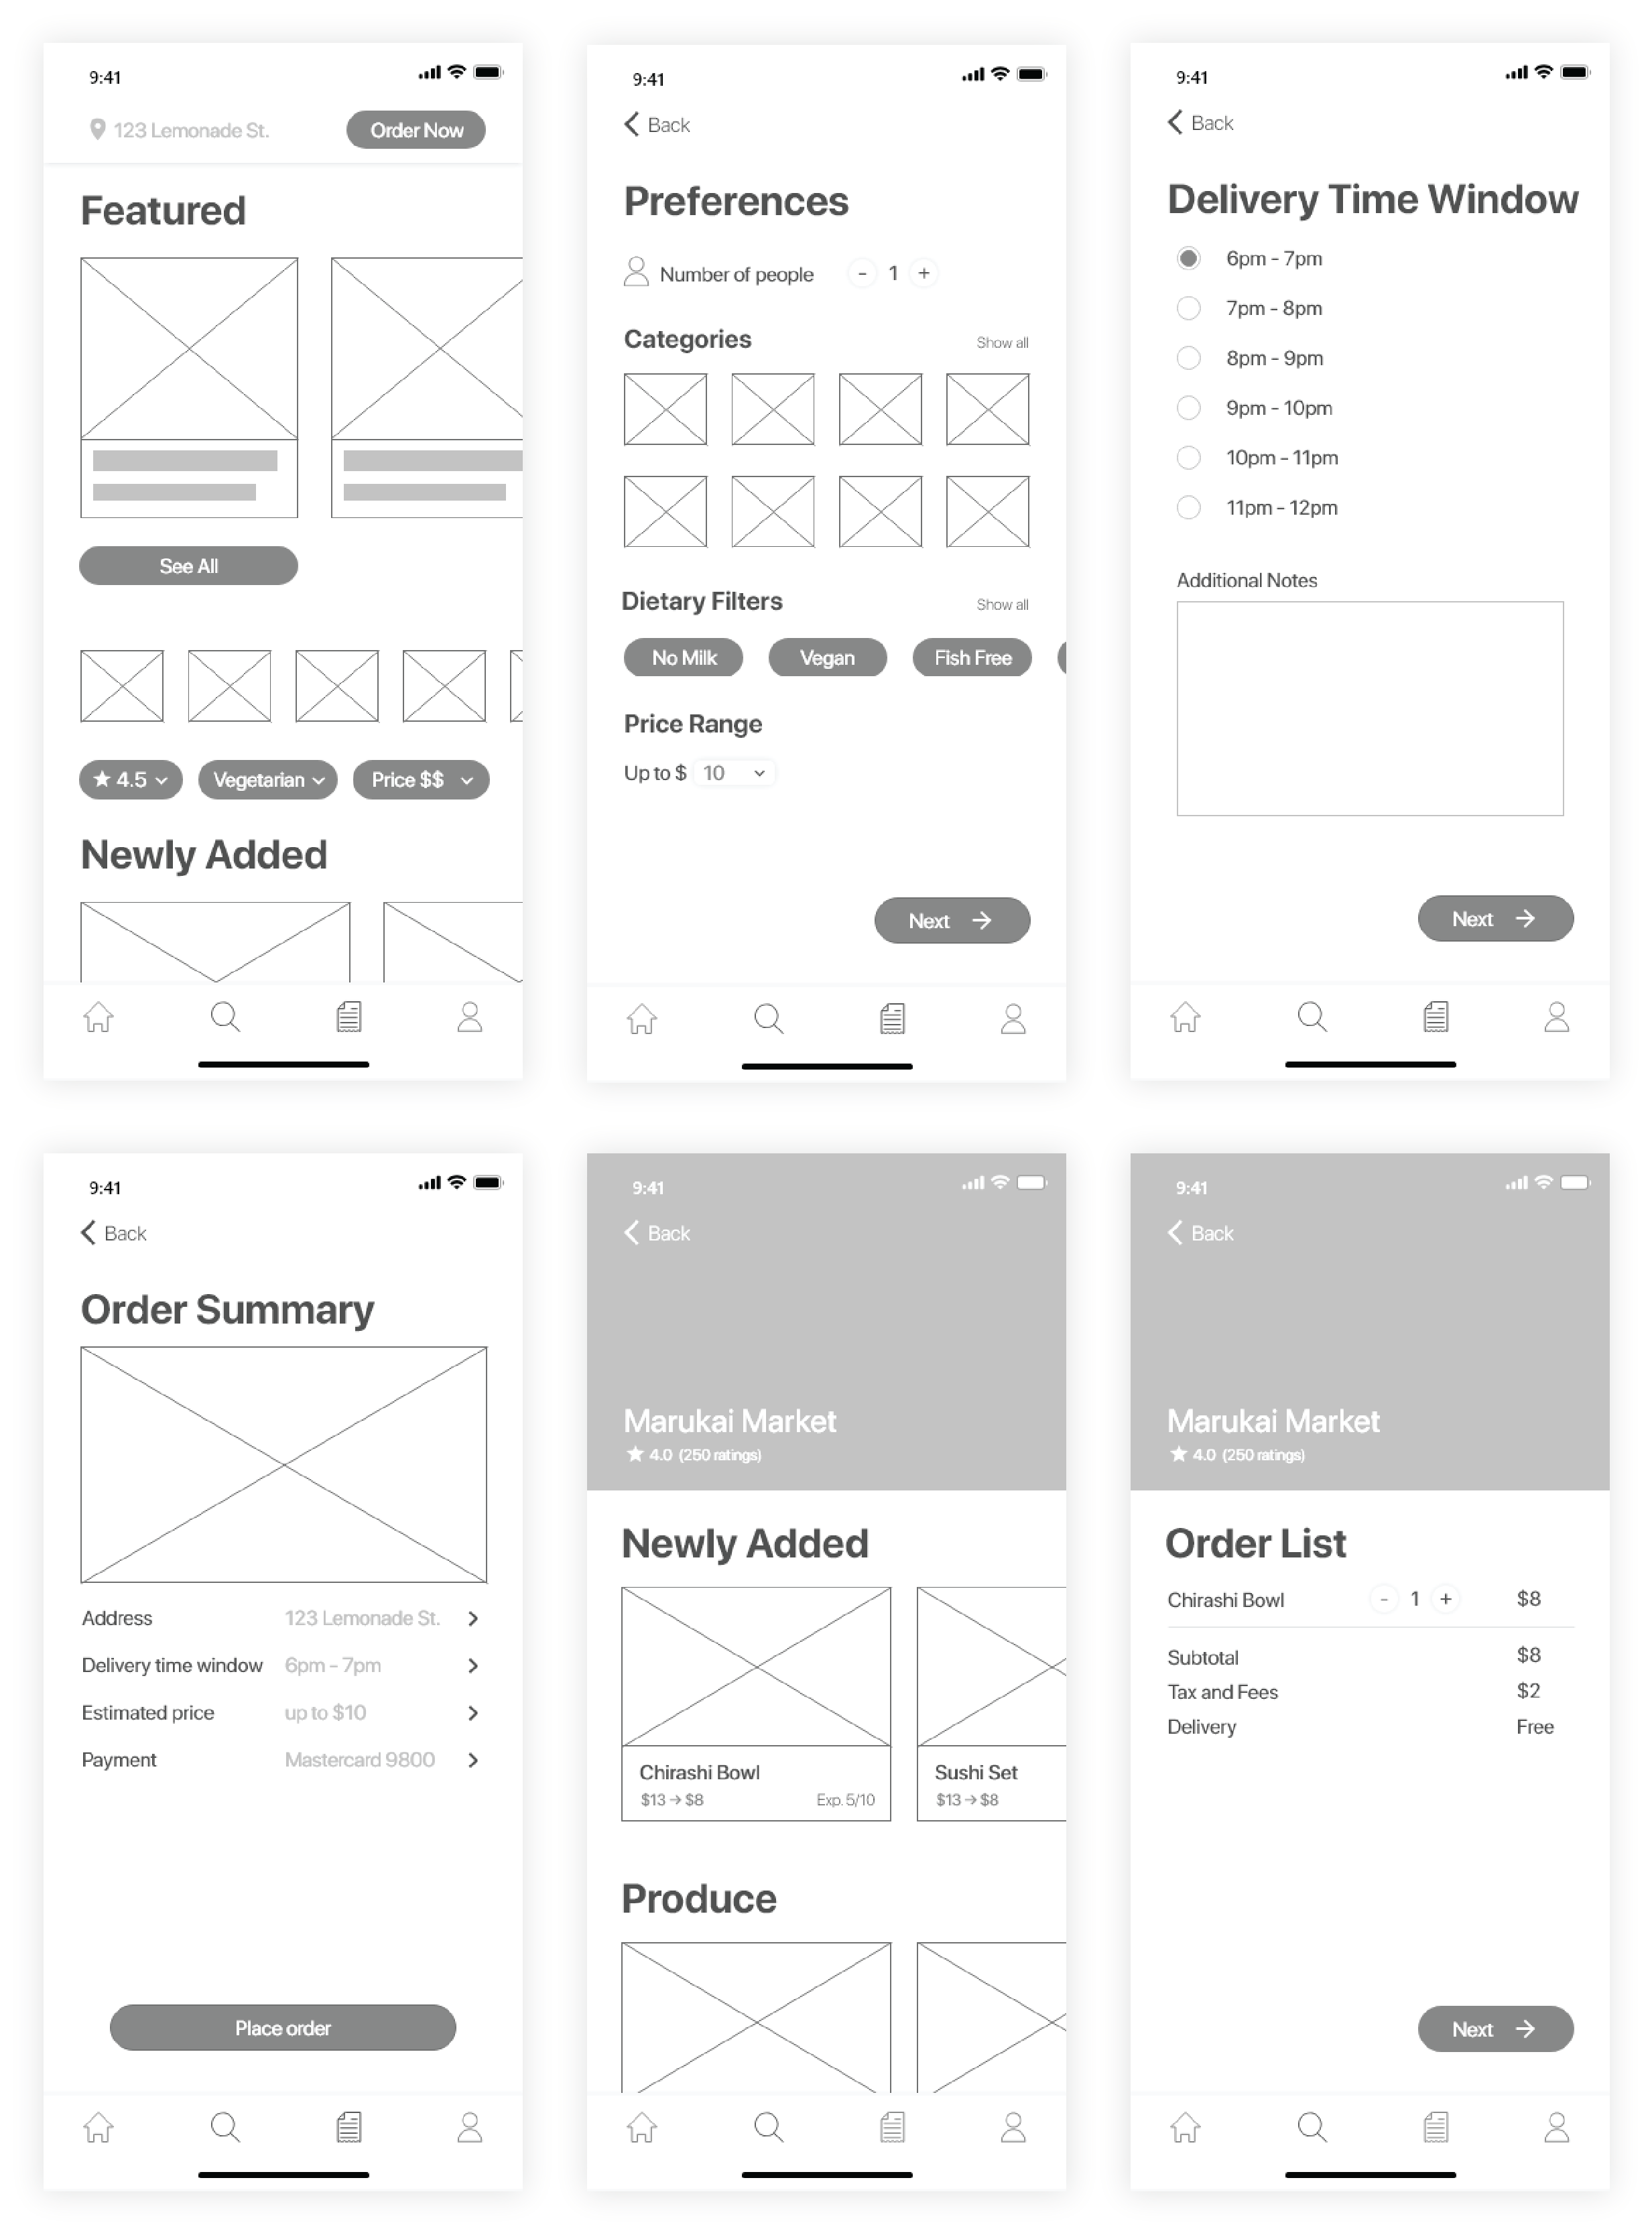 9:41
123 Lemonade St.
Order Now
Featured
See All
★ 4.5
Vegetarian
Price $$
Newly Added
9:41
Back
Preferences
Number of people - 1 +
Categories
Show all
Dietary Filters
Show all
No Milk
Vegan
Fish Free
Price Range
Up to $ 10
Next →
9:41
Back
Delivery Time Window
6pm - 7pm
7pm - 8pm
8pm - 9pm
9pm - 10pm
10pm - 11pm
11pm - 12pm
Additional Notes
Next →
9:41
Back
Order Summary
Address 123 Lemonade St.
Delivery time window 6pm - 7pm
Estimated price up to $10
Payment Mastercard 9800
Place order
9:41
Back
Marukai Market
★ 4.0 (250 ratings)
Newly Added
Chirashi Bowl
$13 → $8 Exp. 5/10
Sushi Set
$13 → $8
Produce
9:41
Back
Marukai Market
★ 4.0 (250 ratings)
Order List
Chirashi Bowl - 1 + $8
Subtotal $8
Tax and Fees $2
Delivery Free
Next →